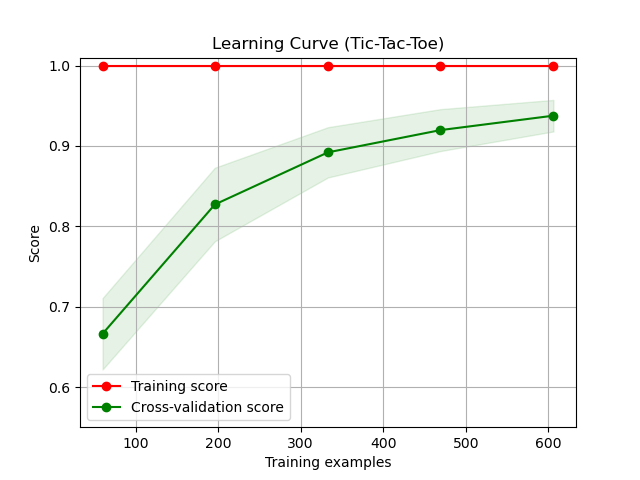 Learning Curve (Tic-Tac-Toe)
1.0
0.9
0.8
0.7
0.6
Score
Training score
Cross-validation score
100
200
300
400
500
600
Training examples